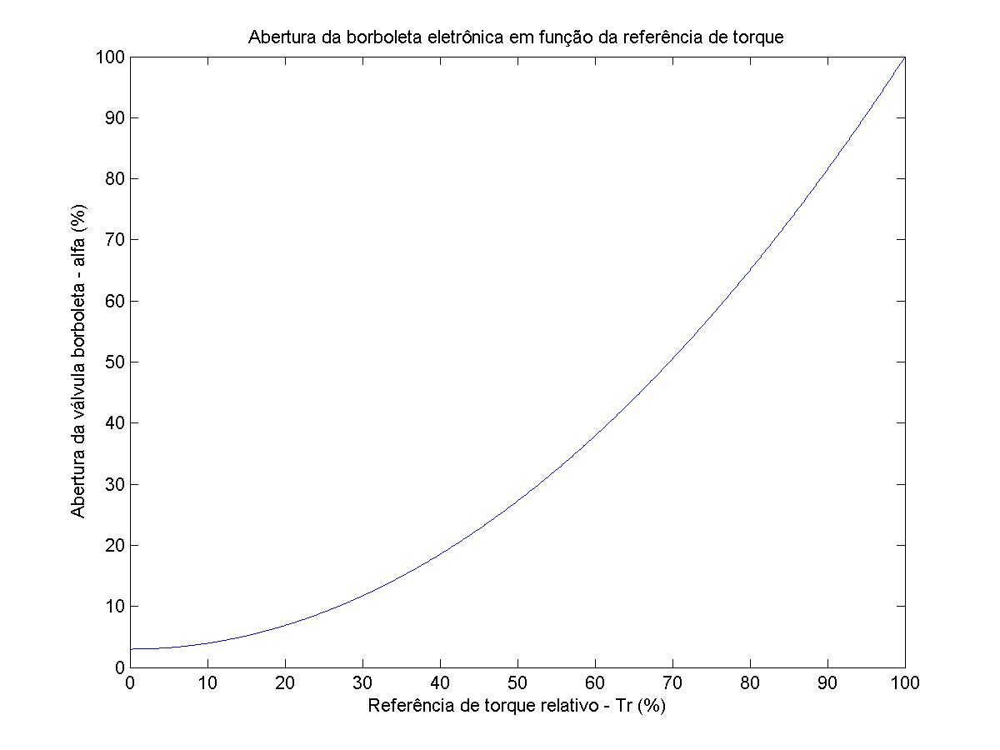 Abertura da borboleta eletrônica em função da referência de torque
100
90
80
70
60
50
40
30
20
10
0
Abertura da válvula borboleta - alfa (%)
0 10 20 30 40 50 60 70 80 90 100
Referência de torque relativo - Tr (%)